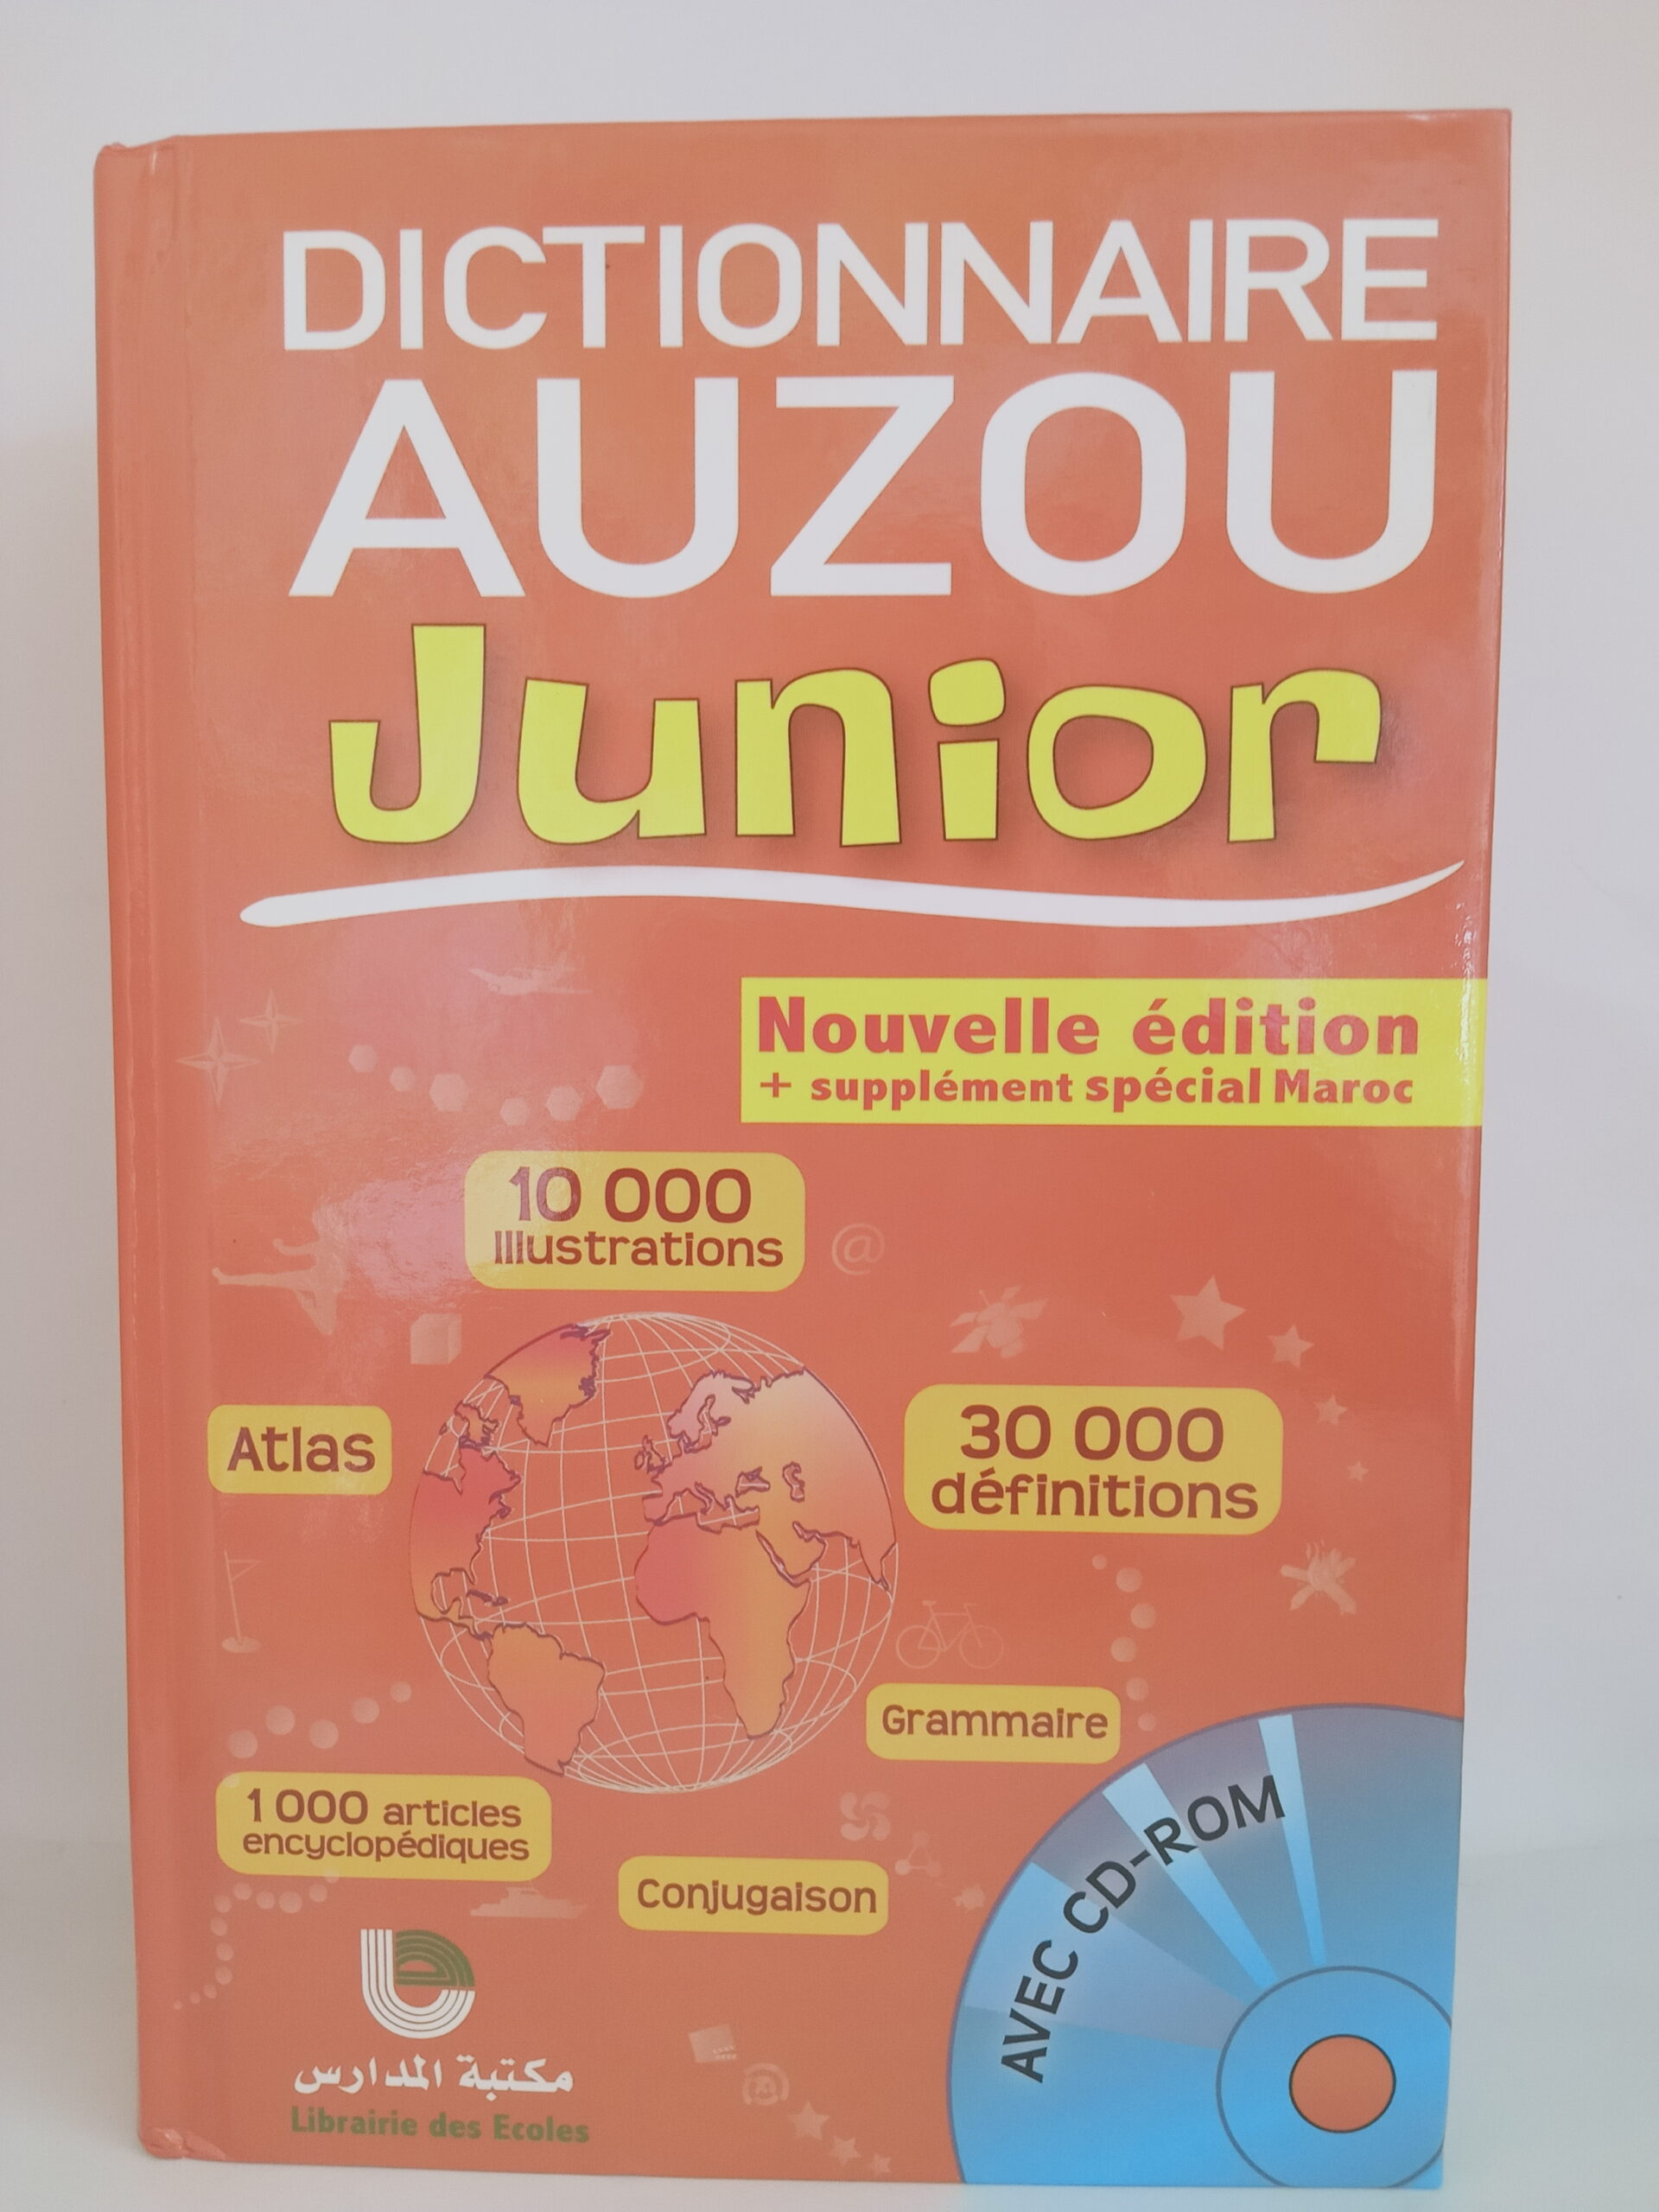 DICTIONNAIRE
AUZOU
Junior
Nouvelle édition
+ supplément spécial Maroc
10 000
Illustrations
@
Atlas
30 000
définitions
Grammaire
1 000 articles
encyclopédiques
Conjugaison
AVEC CD-ROM
مكتبة المدارس
Librairie des Ecoles